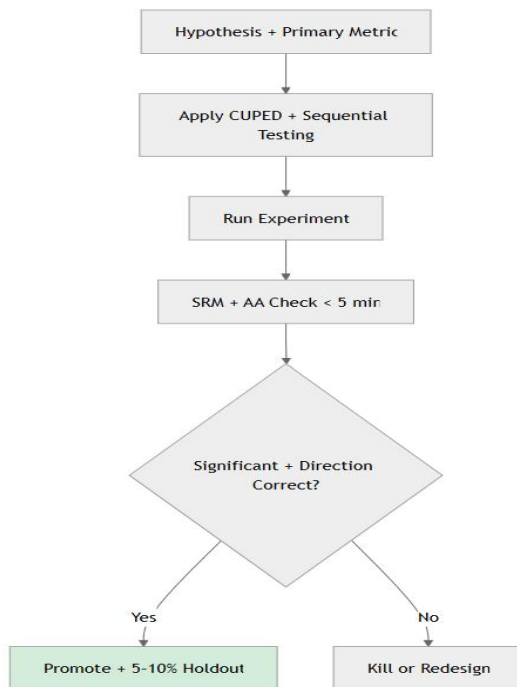 Hypothesis + Primary Metric
Apply CUPED + Sequential
Testing
Run Experiment
SRM + AA Check < 5 min
Significant + Direction
Correct?
Yes
No
Promote + 5-10% Holdout
Kill or Redesign